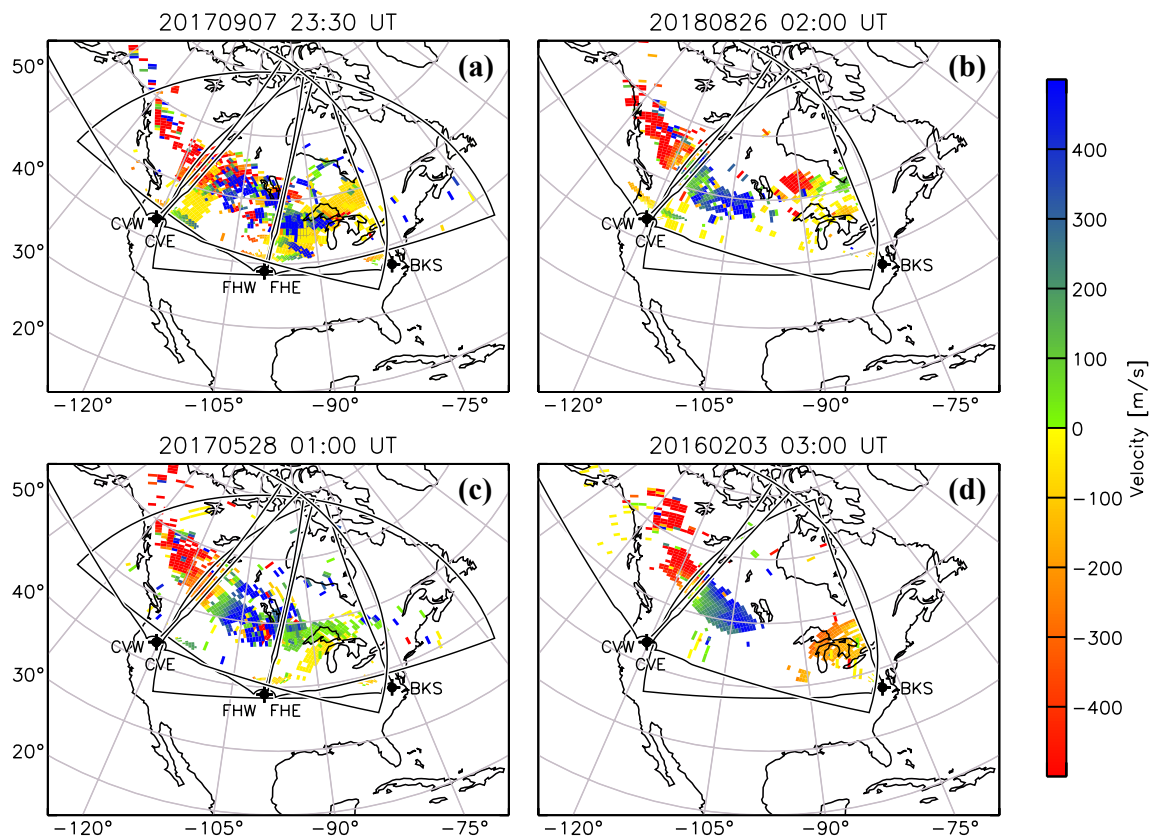 20170907 23:30 UT
(a)
50°
40°
30°
20°
CVW
CVE
FHW FHE
BKS
−120° −105° −90° −75°
20180826 02:00 UT
(b)
CVW
CVE
BKS
−120° −105° −90° −75°
20170528 01:00 UT
(c)
50°
40°
30°
20°
CVW
CVE
FHW FHE
BKS
−120° −105° −90° −75°
20160203 03:00 UT
(d)
CVW
CVE
BKS
−120° −105° −90° −75°
400
300
200
100
0
−100
−200
−300
−400
Velocity [m/s]